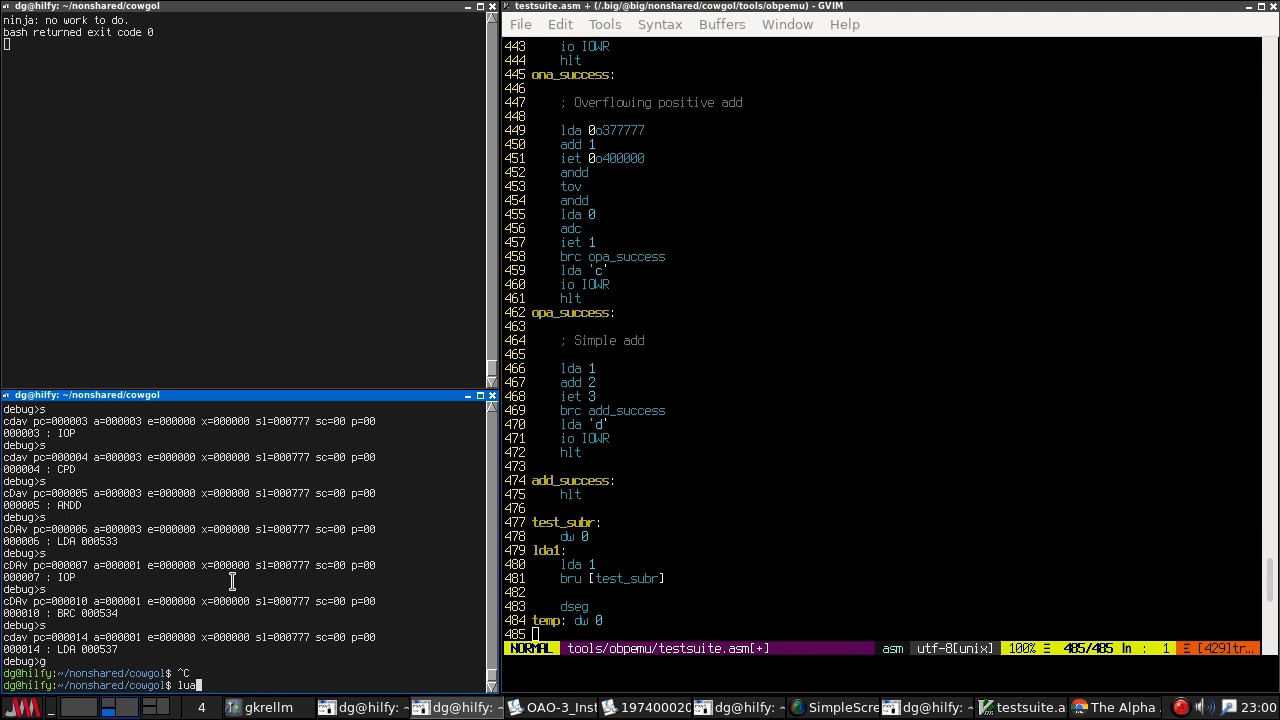 dg@hilfy: ~/nonshared/cowgol
ninja: no work to do.
bash returned exit code 0
dg@hilfy: ~/nonshared/cowgol
debug>s
cdav pc=000003 a=000003 e=000000 x=000000 sl=000777 sc=00 p=00
000003 : IOP
debug>s
cdav pc=000004 a=000003 e=000000 x=000000 sl=000777 sc=00 p=00
000004 : CPD
debug>s
cDav pc=000005 a=000003 e=000000 x=000000 sl=000777 sc=00 p=00
000005 : ANDD
debug>s
cDAv pc=000006 a=000003 e=000000 x=000000 sl=000777 sc=00 p=00
000006 : LDA 000533
debug>s
cDAv pc=000007 a=000001 e=000000 x=000000 sl=000777 sc=00 p=00
000007 : IOP
debug>s
cDAv pc=000010 a=000001 e=000000 x=000000 sl=000777 sc=00 p=00
000010 : BRC 000534
debug>s
cdav pc=000014 a=000001 e=000000 x=000000 sl=000777 sc=00 p=00
000014 : LDA 000537
debug>g
dg@hilfy:~/nonshared/cowgol$ ^C
dg@hilfy:~/nonshared/cowgol$ lua
testsuite.asm + (/.big/@big/nonshared/cowgol/tools/obpemu) - GVIM
File Edit Tools Syntax Buffers Window Help
443 io IOWR
444 hlt
445 ona_success:
446
447 ; Overflowing positive add
448
449 lda 0o377777
450 add 1
451 iet 0o400000
452 andd
453 tov
454 andd
455 lda 0
456 adc
457 iet 1
458 brc opa_success
459 lda 'c'
460 io IOWR
461 hlt
462 opa_success:
463
464 ; Simple add
465
466 lda 1
467 add 2
468 iet 3
469 brc add_success
470 lda 'd'
471 io IOWR
472 hlt
473
474 add_success:
475 hlt
476
477 test_subr:
478 dw 0
479 lda1:
480 lda 1
481 bru [test_subr]
482
483 dseg
484 temp: dw 0
485
NORMAL tools/obpemu/testsuite.asm[+] asm utf-8[unix] 100% ☰ 485/485 ln : 1 Ξ [429]tr…
4 gkrellm dg@hilfy: ~ dg@hilfy: ~ OAO-3_Inst 197400020 dg@hilfy: ~ SimpleScre dg@hilfy: ~ testsuite.a The Alpha 23:00